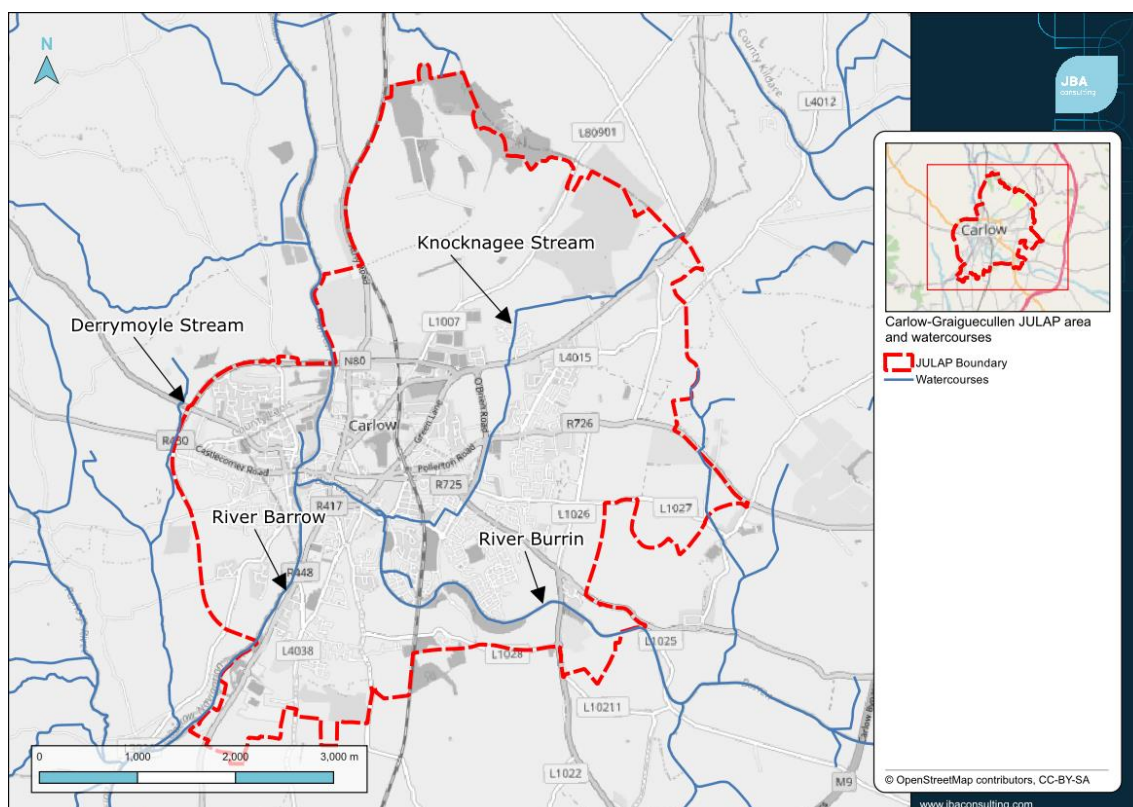 N
JBA
consulting
County Kildare
L4012
L80901
Knocknagee Stream
Derrymoyle Stream
L1007
N80
L4015
O'Brien Road
Green Lane
Carlow
R726
R430
Castlecomer Road
Pollerton Road
R725
R417
L1026
L1027
River Barrow
River Burrin
R448
L4038
L1028
L1025
L10211
L1022
M9
0 1,000 2,000 3,000 m
Carlow
Carlow-Graiguecullen JULAP area
and watercourses
JULAP Boundary
Watercourses
© OpenStreetMap contributors, CC-BY-SA
www.jbaconsulting.com